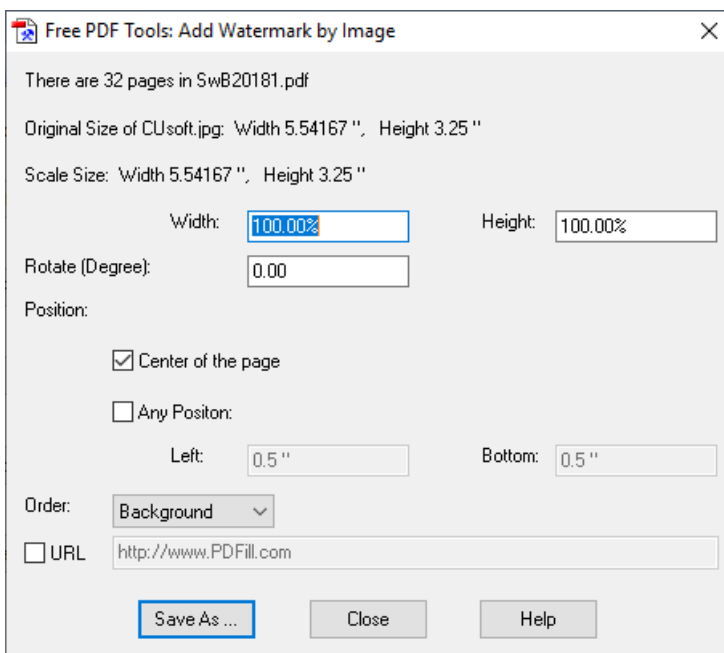 Free PDF Tools: Add Watermark by Image
There are 32 pages in SwB20181.pdf
Original Size of CUsoft.jpg: Width 5.54167 ", Height 3.25 "
Scale Size: Width 5.54167 ", Height 3.25 "
Width: 100.00% Height: 100.00%
Rotate (Degree): 0.00
Position:
Center of the page
Any Positon:
Left: 0.5 " Bottom: 0.5 "
Order: Background
URL http://www.PDFill.com
Save As ... Close Help